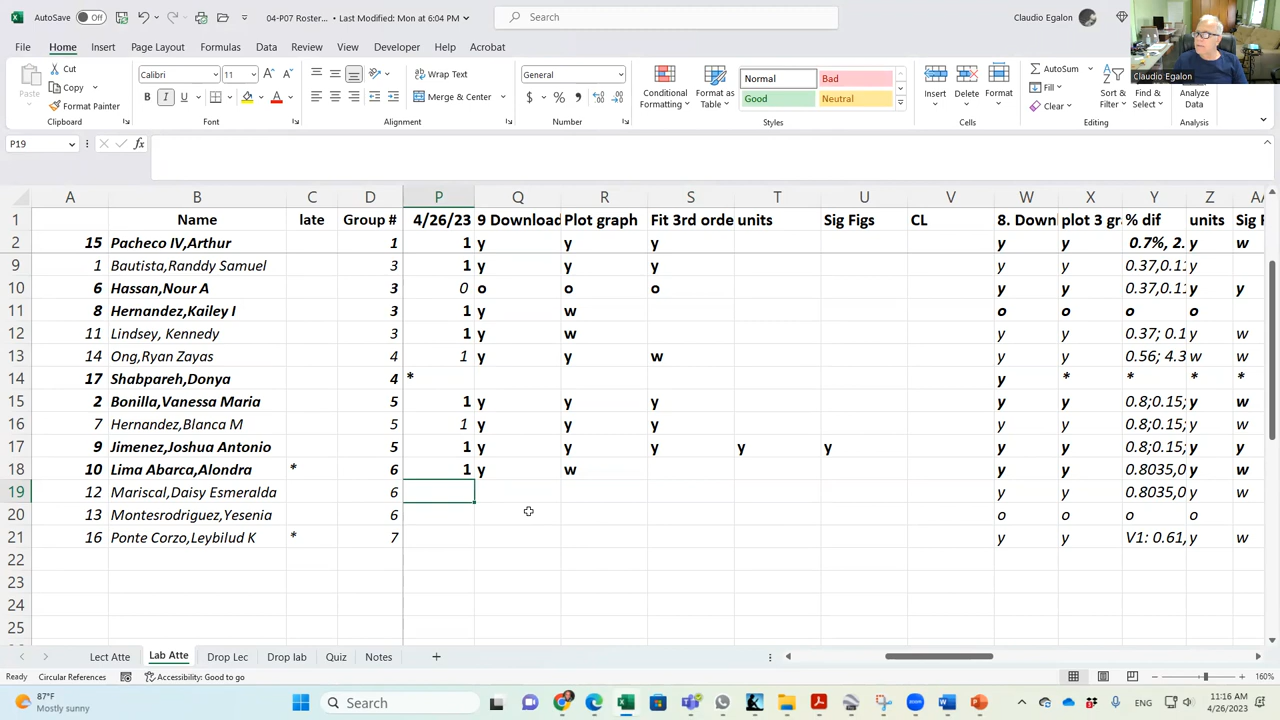 AutoSave Off 04-P07 Roster... • Last Modified: Mon at 6:04 PM Search Claudio Egalon
File Home Insert Page Layout Formulas Data Review View Developer Help Acrobat
Claudio Egalon
Paste Cut Copy Format Painter
Calibri 11
B I U
Wrap Text
Merge & Center
General
$ % 9
Conditional Formatting
Format as Table
Normal Bad
Good Neutral
Insert Delete Format
AutoSum
Fill
Clear
Sort & Filter
Find & Select
Analyze Data
Clipboard Font Alignment Number Styles Cells Editing Analysis
P19 fx
A B C D P Q R S T U V W X Y Z AA
1 Name late Group # 4/26/23 9 Download Plot graph Fit 3rd orde units Sig Figs CL 8. Down plot 3 gr % dif units Sig F
2 15 Pacheco IV,Arthur 1 1 y y y y y 0.7%, 2. y w
9 1 Bautista,Randdy Samuel 3 1 y y y y y 0.37,0.11 y
10 6 Hassan,Nour A 3 0 o o o y y 0.37,0.11 y y
11 8 Hernandez,Kailey I 3 1 y w o o o o
12 11 Lindsey, Kennedy 3 1 y w y y 0.37; 0.1 y w
13 14 Ong,Ryan Zayas 4 1 y y w y y 0.56; 4.3 w w
14 17 Shabpareh,Donya 4 * y * * * *
15 2 Bonilla,Vanessa Maria 5 1 y y y y y 0.8;0.15; y w
16 7 Hernandez,Blanca M 5 1 y y y y y 0.8;0.15; y w
17 9 Jimenez,Joshua Antonio 5 1 y y y y y y y 0.8;0.15; y y
18 10 Lima Abarca,Alondra * 6 1 y w y y 0.8035,0 y w
19 12 Mariscal,Daisy Esmeralda 6 y y 0.8035,0 y w
20 13 Montesrodriguez,Yesenia 6 o o o o
21 16 Ponte Corzo,Leybilud K * 7 y y V1: 0.61, y w
22
23
24
25
Lect Atte Lab Atte Drop Lec Drop lab Quiz Notes
Ready Circular References Accessibility: Good to go 160%
87°F
Mostly sunny
Search
ENG
11:16 AM
4/26/2023